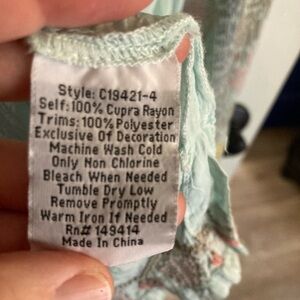 Style: C19421-4
Self: 100% Cupra Rayon
Trims: 100% Polyester
Exclusive Of Decoration
Machine Wash Cold
Only Non Chlorine
Bleach When Needed
Tumble Dry Low
Remove Promptly
Warm Iron If Needed
Rn# 149414
Made In China